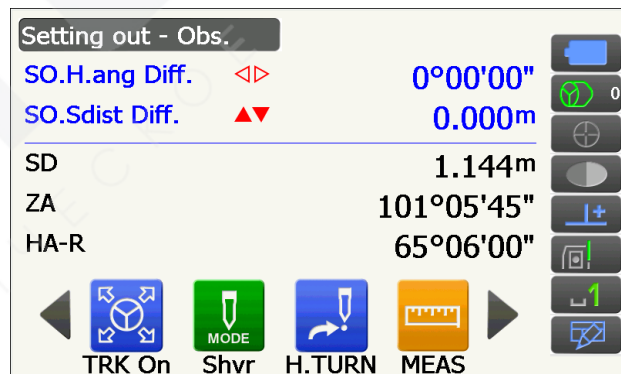 Setting out - Obs.
SO.H.ang Diff. 0°00'00"
SO.Sdist Diff. 0.000m
SD 1.144m
ZA 101°05'45"
HA-R 65°06'00"
0
1
MODE
TRK On Shvr H.TURN MEAS